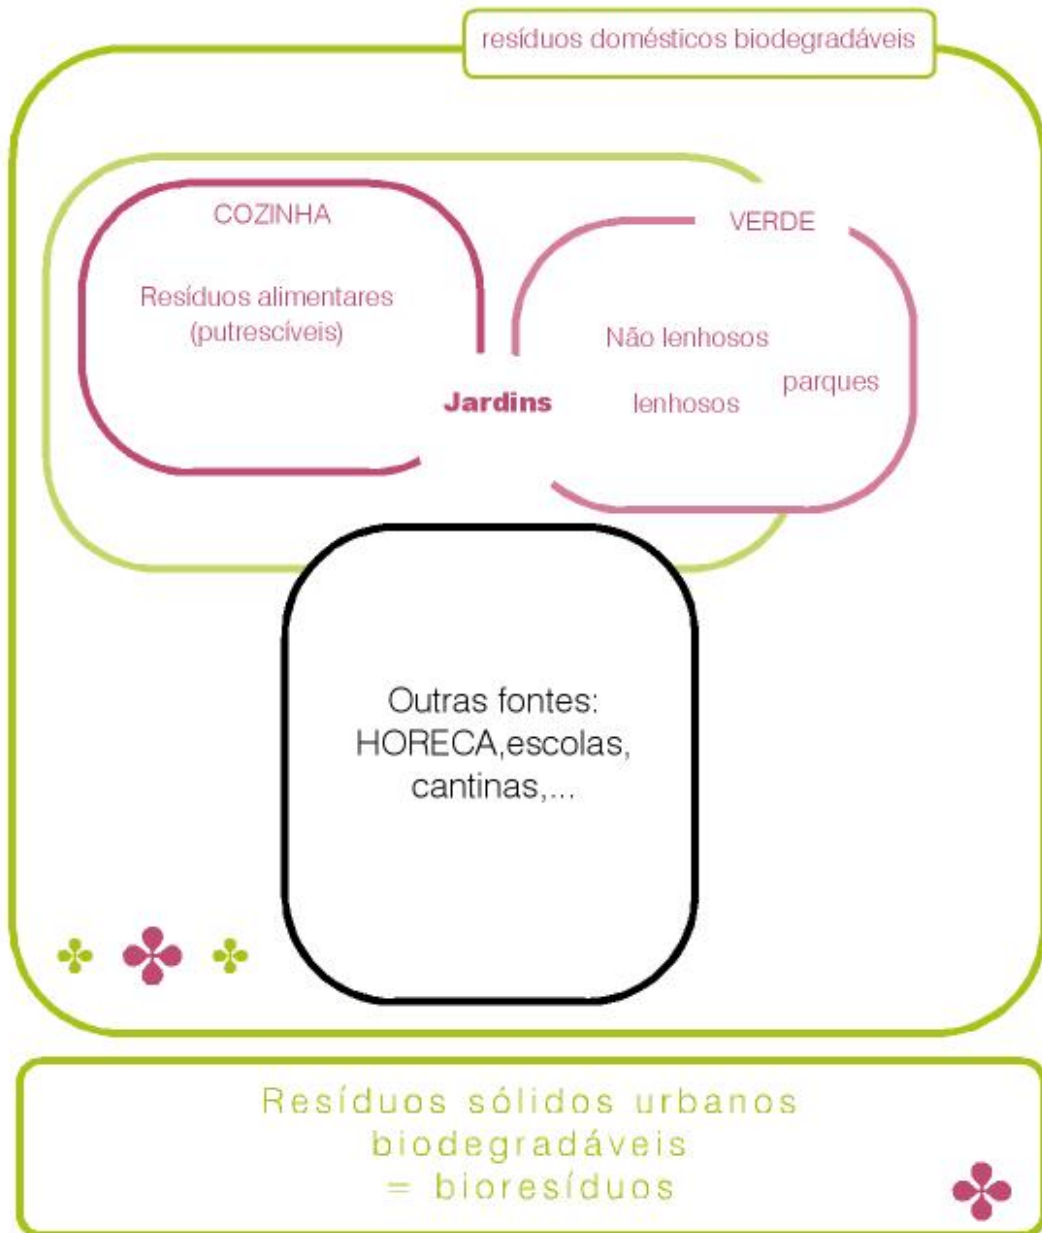 resíduos domésticos biodegradáveis
COZINHA
VERDE
Resíduos alimentares
(putrescíveis)
Não lenhosos
parques
Jardins
lenhosos
Outras fontes:
HORECA,escolas,
cantinas,...
Resíduos sólidos urbanos
biodegradáveis
= bioresíduos